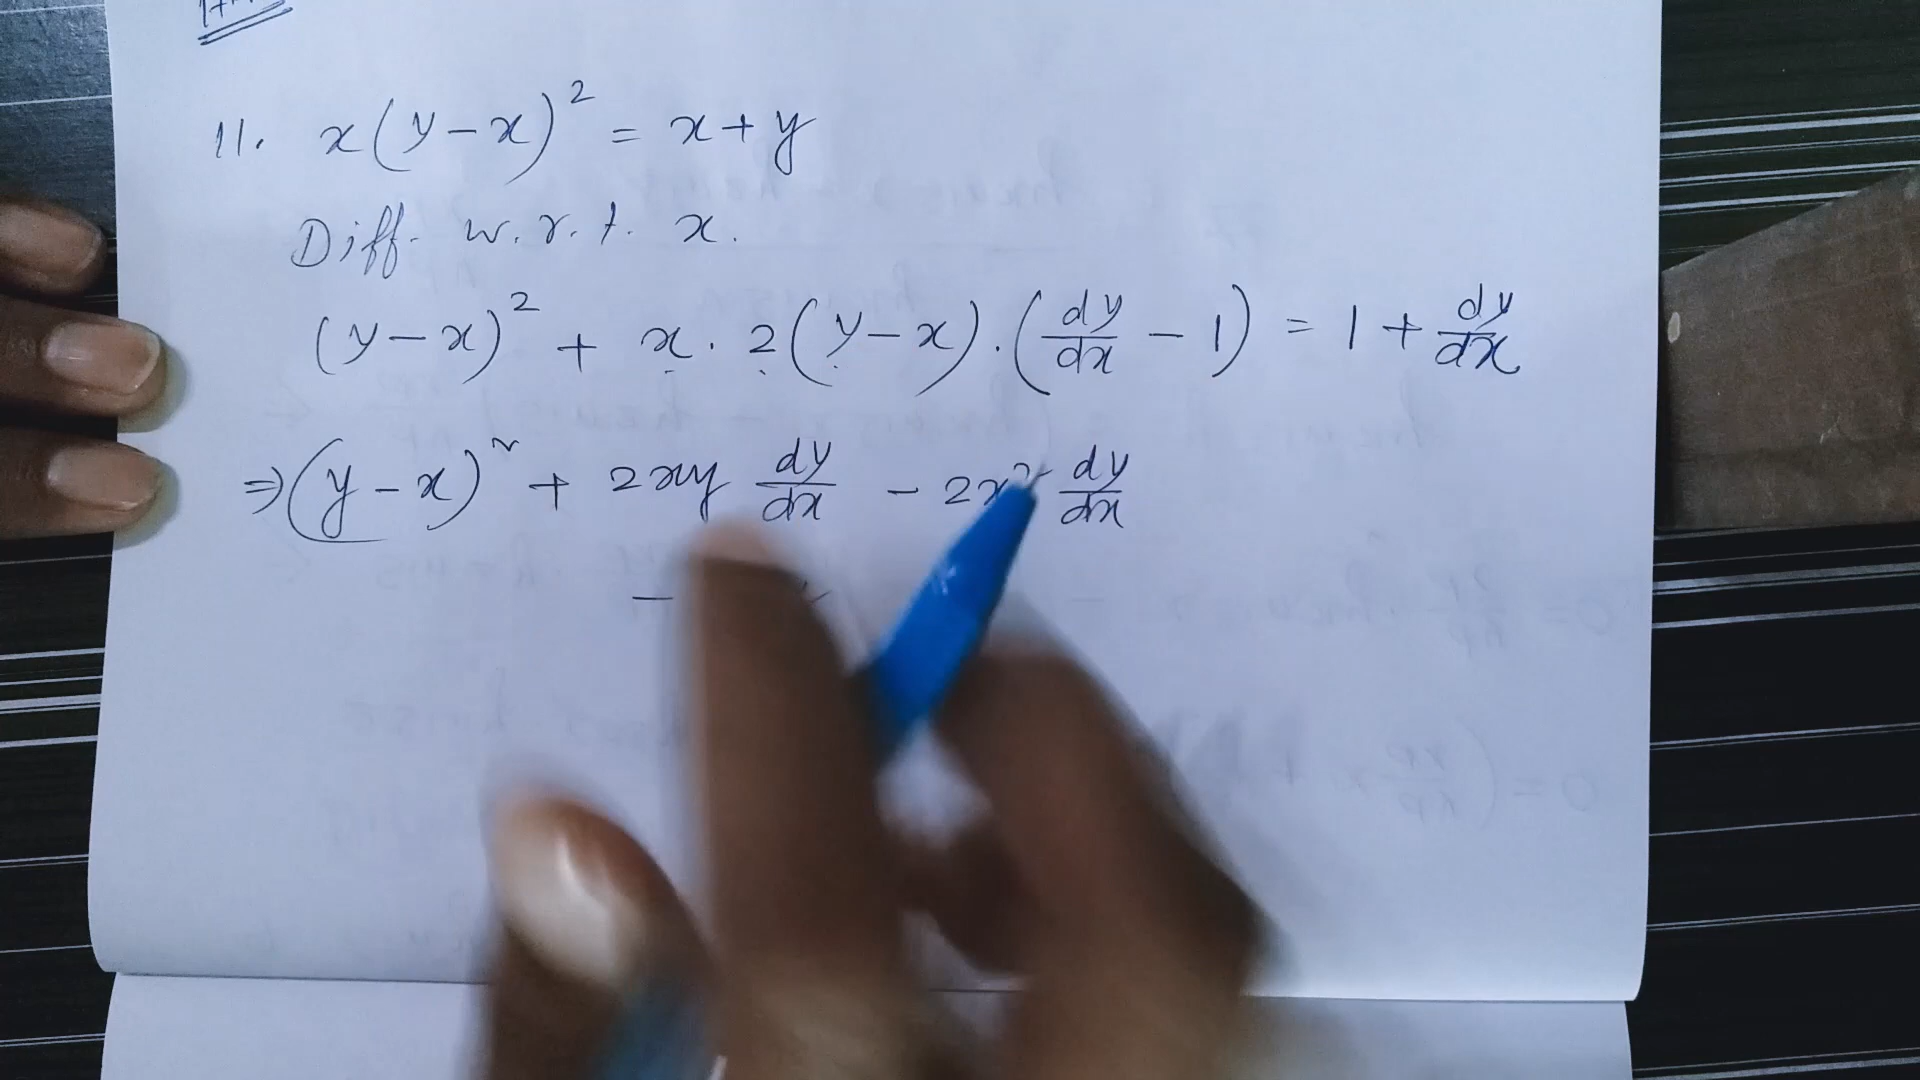 11. x(y-x)² = x+y
Diff. w.r.t. x.
(y-x)² + x . 2(y-x).(dy/dx - 1) = 1 + dy/dx
⇒ (y-x)² + 2xy dy/dx - 2x² dy/dx
-